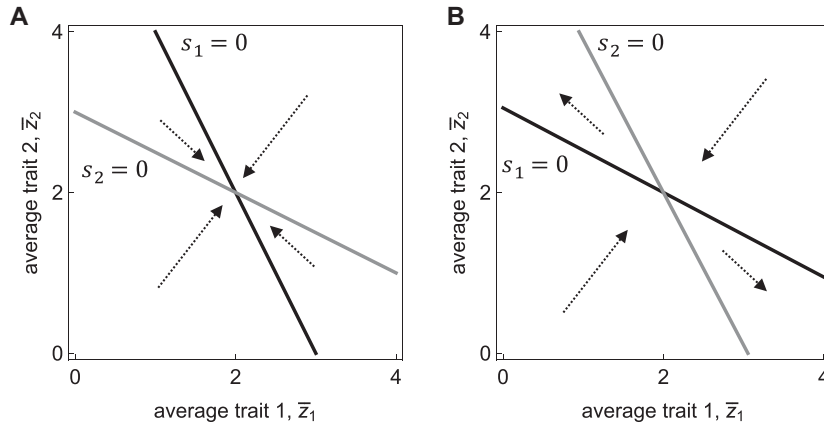 A
4
s₁ = 0
s₂ = 0
2
0
0
2
4
average trait 2, z̄₂
average trait 1, z̄₁
B
4
s₂ = 0
s₁ = 0
2
0
0
2
4
average trait 2, z̄₂
average trait 1, z̄₁